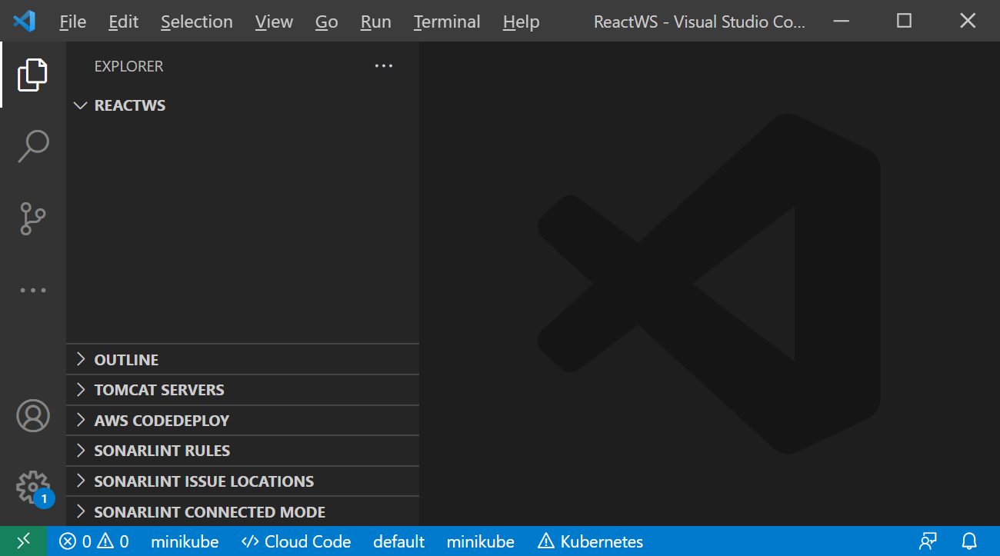 File Edit Selection View Go Run Terminal Help ReactWS - Visual Studio Co...
EXPLORER
REACTWS
OUTLINE
TOMCAT SERVERS
AWS CODEDEPLOY
SONARLINT RULES
SONARLINT ISSUE LOCATIONS
1
SONARLINT CONNECTED MODE
0 0 minikube </> Cloud Code default minikube Kubernetes